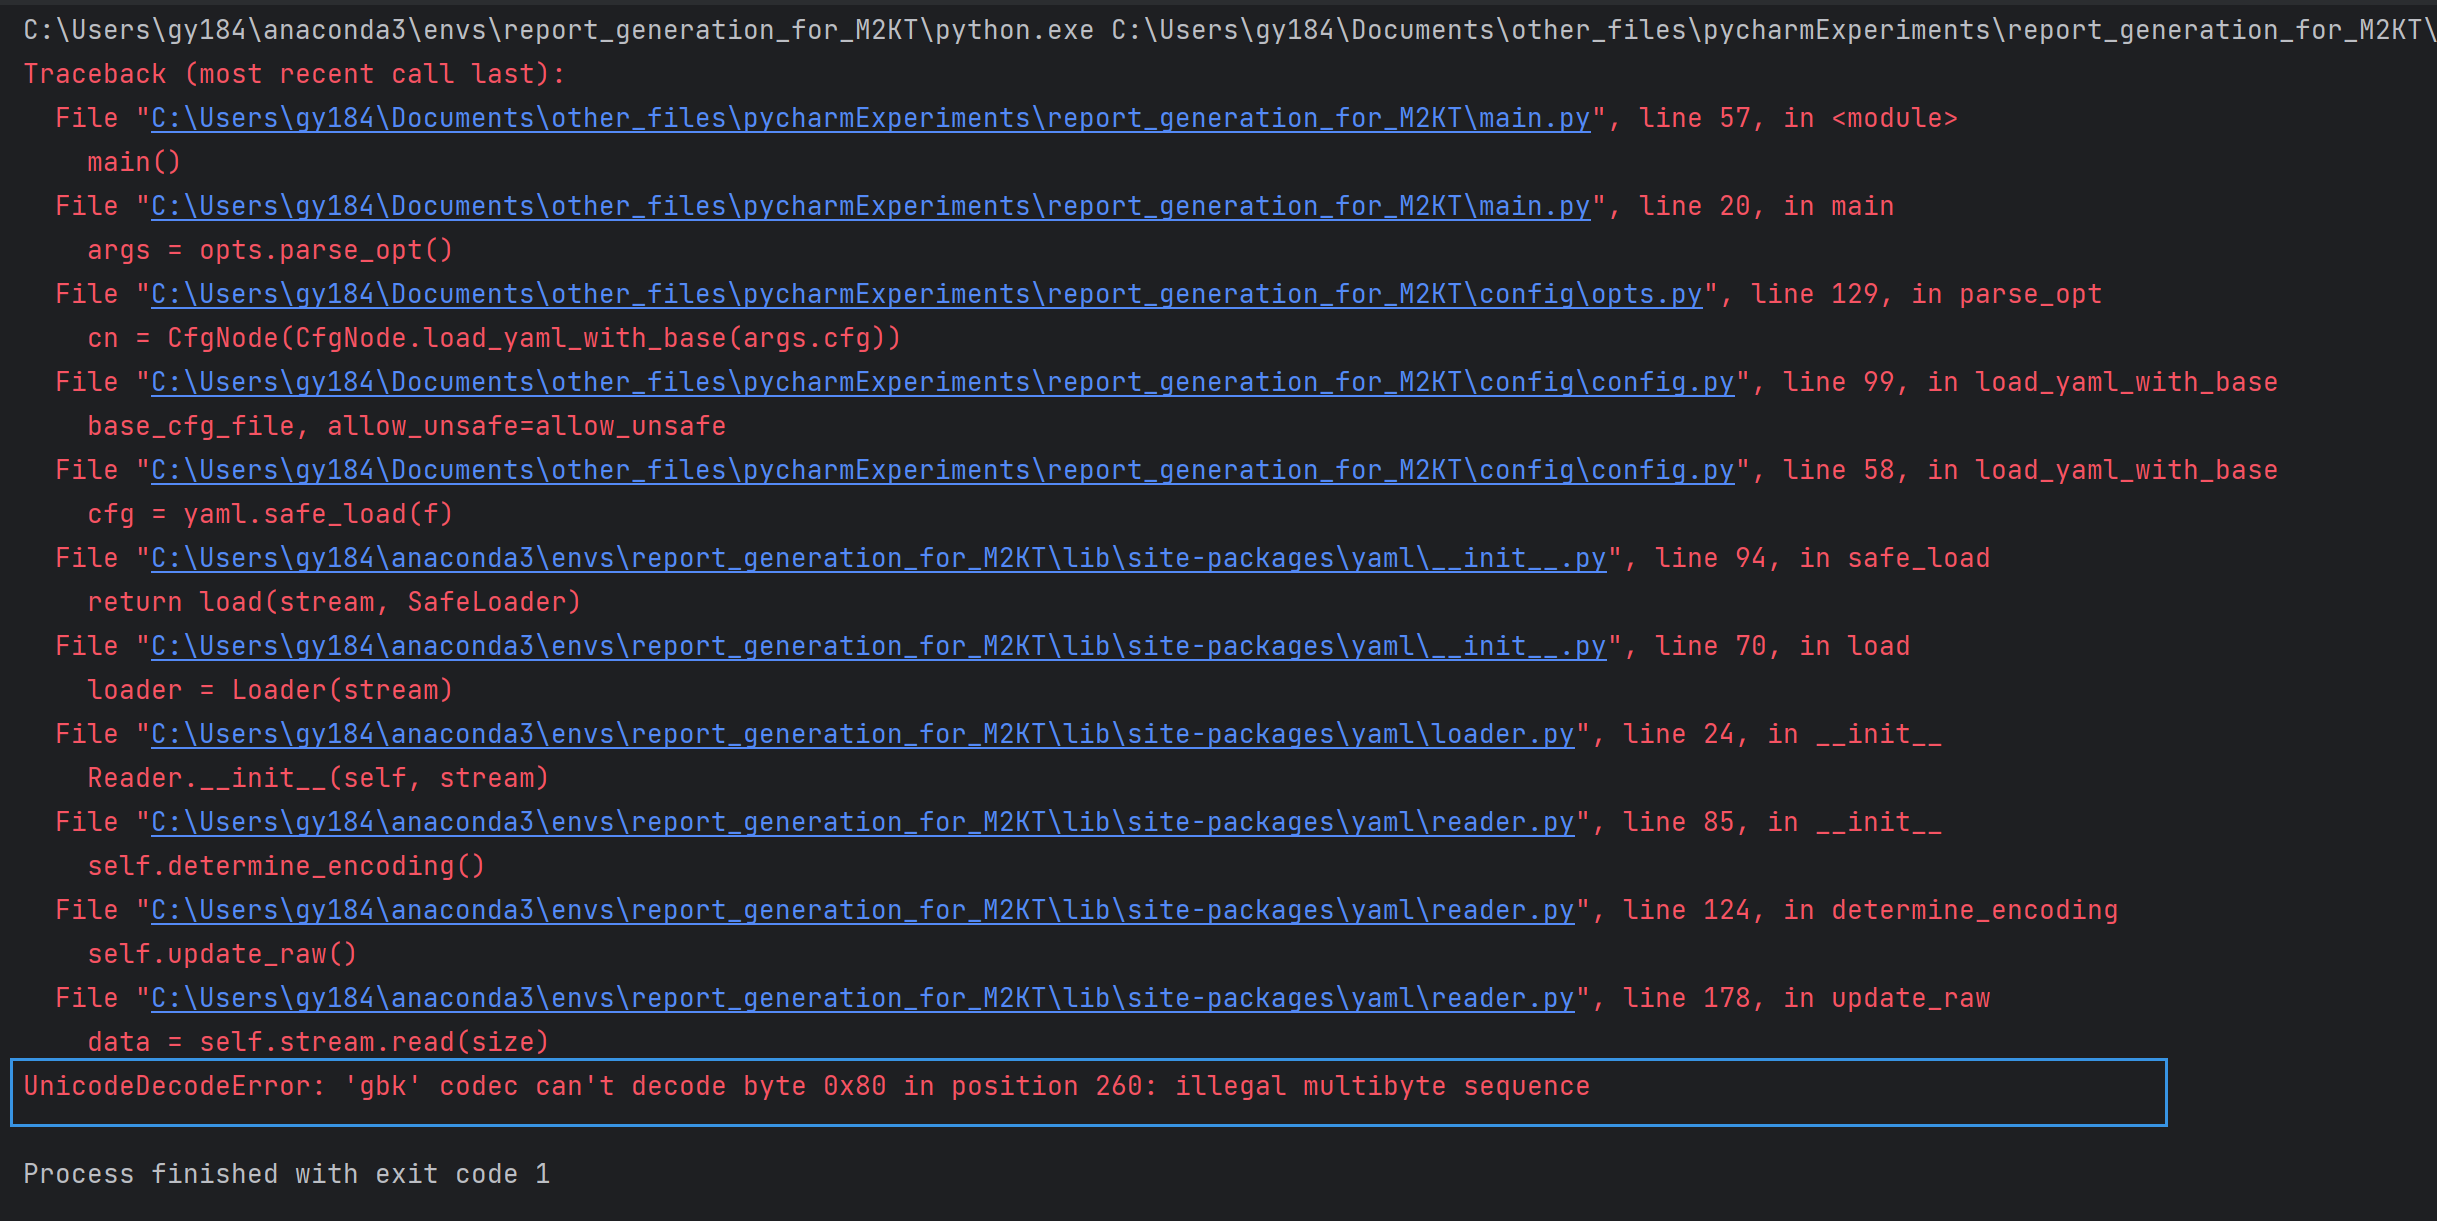 C:\Users\gy184\anaconda3\envs\report_generation_for_M2KT\python.exe C:\Users\gy184\Documents\other_files\pycharmExperiments\report_generation_for_M2KT\
Traceback (most recent call last):
  File "C:\Users\gy184\Documents\other_files\pycharmExperiments\report_generation_for_M2KT\main.py", line 57, in <module>
    main()
  File "C:\Users\gy184\Documents\other_files\pycharmExperiments\report_generation_for_M2KT\main.py", line 20, in main
    args = opts.parse_opt()
  File "C:\Users\gy184\Documents\other_files\pycharmExperiments\report_generation_for_M2KT\config\opts.py", line 129, in parse_opt
    cn = CfgNode(CfgNode.load_yaml_with_base(args.cfg))
  File "C:\Users\gy184\Documents\other_files\pycharmExperiments\report_generation_for_M2KT\config\config.py", line 99, in load_yaml_with_base
    base_cfg_file, allow_unsafe=allow_unsafe
  File "C:\Users\gy184\Documents\other_files\pycharmExperiments\report_generation_for_M2KT\config\config.py", line 58, in load_yaml_with_base
    cfg = yaml.safe_load(f)
  File "C:\Users\gy184\anaconda3\envs\report_generation_for_M2KT\lib\site-packages\yaml\__init__.py", line 94, in safe_load
    return load(stream, SafeLoader)
  File "C:\Users\gy184\anaconda3\envs\report_generation_for_M2KT\lib\site-packages\yaml\__init__.py", line 70, in load
    loader = Loader(stream)
  File "C:\Users\gy184\anaconda3\envs\report_generation_for_M2KT\lib\site-packages\yaml\loader.py", line 24, in __init__
    Reader.__init__(self, stream)
  File "C:\Users\gy184\anaconda3\envs\report_generation_for_M2KT\lib\site-packages\yaml\reader.py", line 85, in __init__
    self.determine_encoding()
  File "C:\Users\gy184\anaconda3\envs\report_generation_for_M2KT\lib\site-packages\yaml\reader.py", line 124, in determine_encoding
    self.update_raw()
  File "C:\Users\gy184\anaconda3\envs\report_generation_for_M2KT\lib\site-packages\yaml\reader.py", line 178, in update_raw
    data = self.stream.read(size)
UnicodeDecodeError: 'gbk' codec can't decode byte 0x80 in position 260: illegal multibyte sequence
Process finished with exit code 1